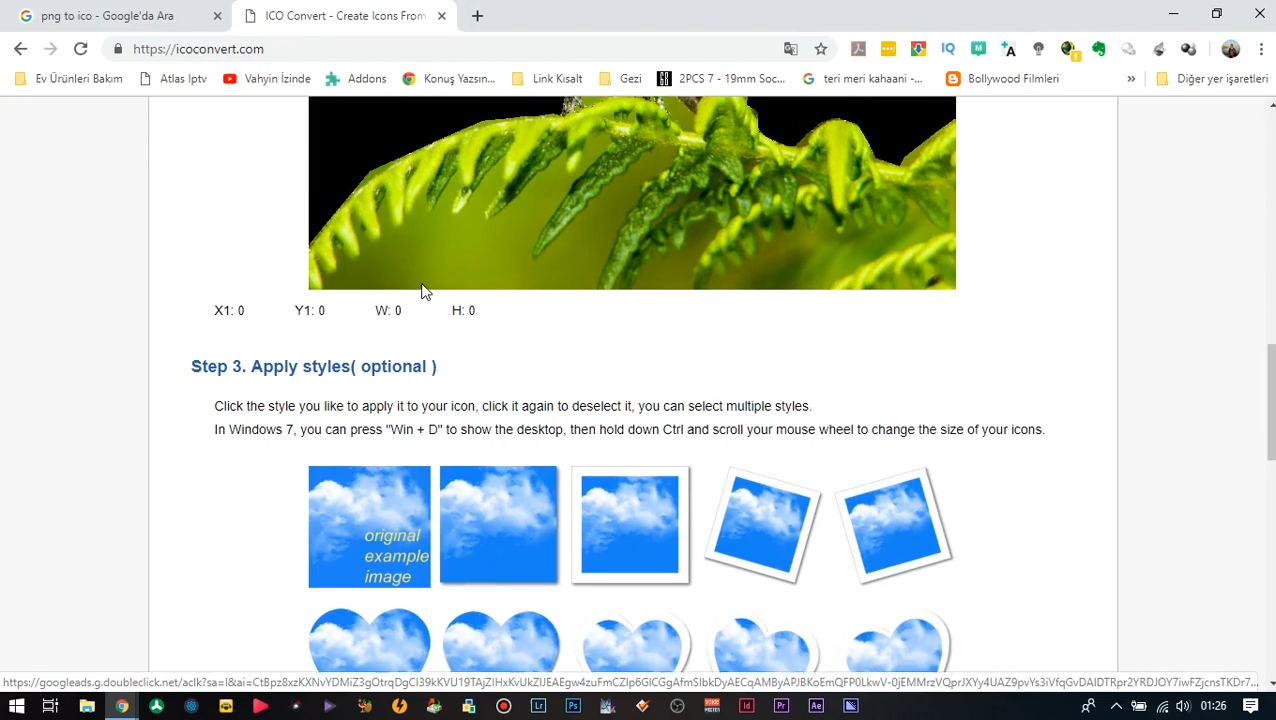 png to ico - Google'da Ara
ICO Convert - Create Icons From
https://icoconvert.com
Ev Ürünleri Bakım
Atlas Iptv
Vahyin İzinde
Addons
Konuş Yazsın...
Link Kısalt
Gezi
2PCS 7 - 19mm Soc...
teri meri kahaani -...
Bollywood Filmleri
»
Diğer yer işaretleri
X1: 0 Y1: 0 W: 0 H: 0
Step 3. Apply styles( optional )
Click the style you like to apply it to your icon, click it again to deselect it, you can select multiple styles.
In Windows 7, you can press "Win + D" to show the desktop, then hold down Ctrl and scroll your mouse wheel to change the size of your icons.
original
example
image
01:26